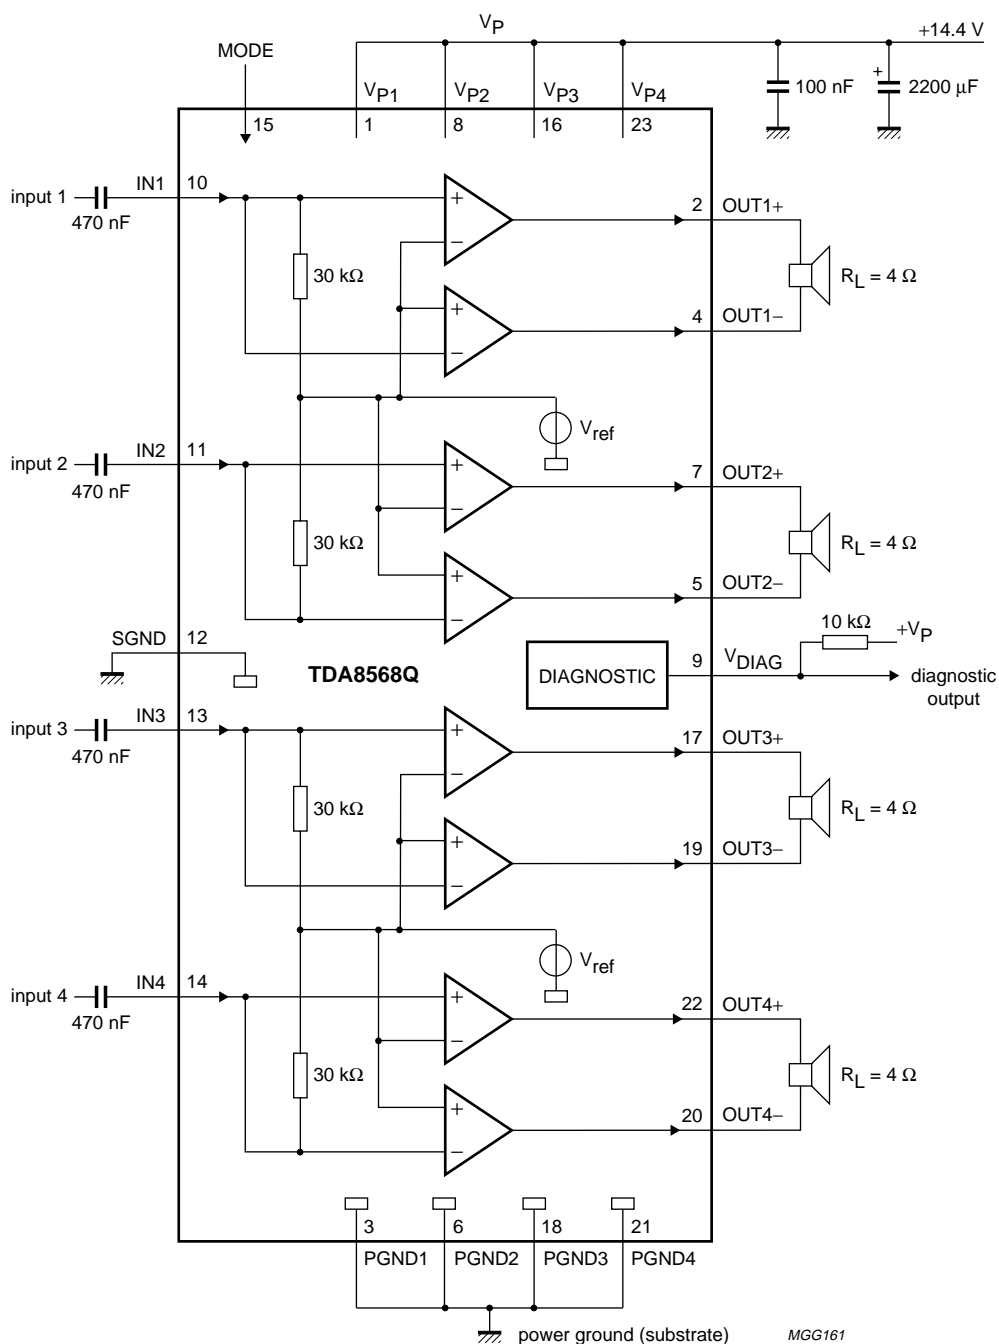 VP
+14.4 V
MODE
VP1 VP2 VP3 VP4
100 nF
+
2200 µF
15 1 8 16 23
input 1
470 nF
IN1 10
30 kΩ
+
−
+
−
2 OUT1+
4 OUT1−
RL = 4 Ω
Vref
input 2
470 nF
IN2 11
30 kΩ
+
−
+
−
7 OUT2+
5 OUT2−
RL = 4 Ω
SGND 12
TDA8568Q
DIAGNOSTIC
9 VDIAG
10 kΩ
+VP
diagnostic
output
input 3
470 nF
IN3 13
30 kΩ
+
−
+
−
17 OUT3+
19 OUT3−
RL = 4 Ω
Vref
input 4
470 nF
IN4 14
30 kΩ
+
−
+
−
22 OUT4+
20 OUT4−
RL = 4 Ω
3 6 18 21
PGND1 PGND2 PGND3 PGND4
power ground (substrate)
MGG161